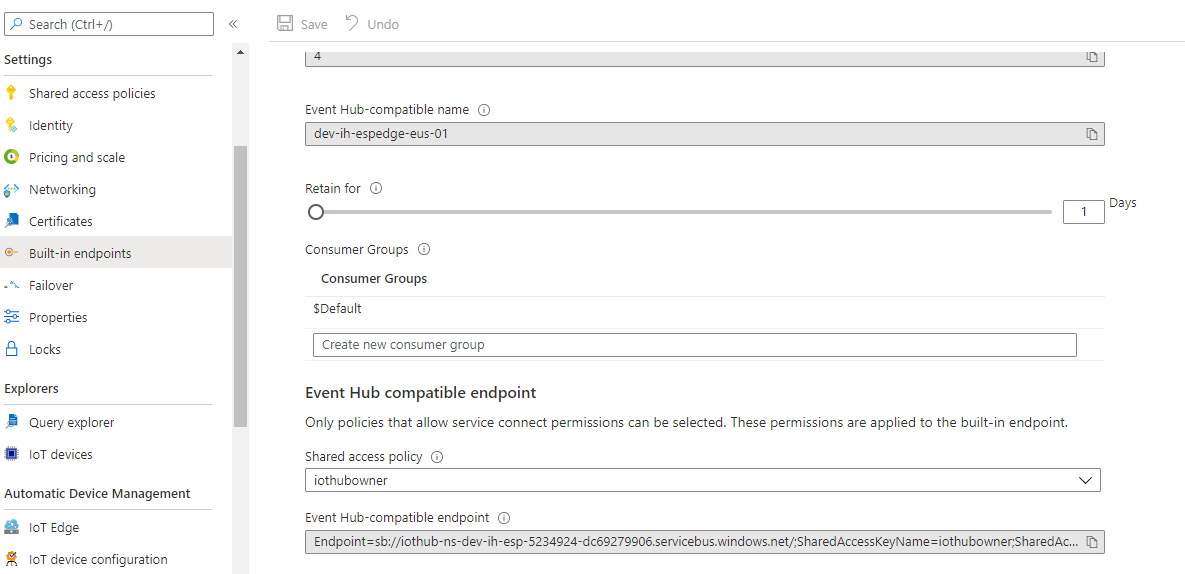 Search (Ctrl+/)
«
Save
Undo
Settings
Shared access policies
Identity
Pricing and scale
Networking
Certificates
Built-in endpoints
Failover
Properties
Locks
Explorers
Query explorer
IoT devices
Automatic Device Management
IoT Edge
IoT device configuration
4
Event Hub-compatible name
dev-ih-espedge-eus-01
Retain for
1 Days
Consumer Groups
Consumer Groups
$Default
Create new consumer group
Event Hub compatible endpoint
Only policies that allow service connect permissions can be selected. These permissions are applied to the built-in endpoint.
Shared access policy
iothubowner
Event Hub-compatible endpoint
Endpoint=sb://iothub-ns-dev-ih-esp-5234924-dc69279906.servicebus.windows.net/;SharedAccessKeyName=iothubowner;SharedAc...